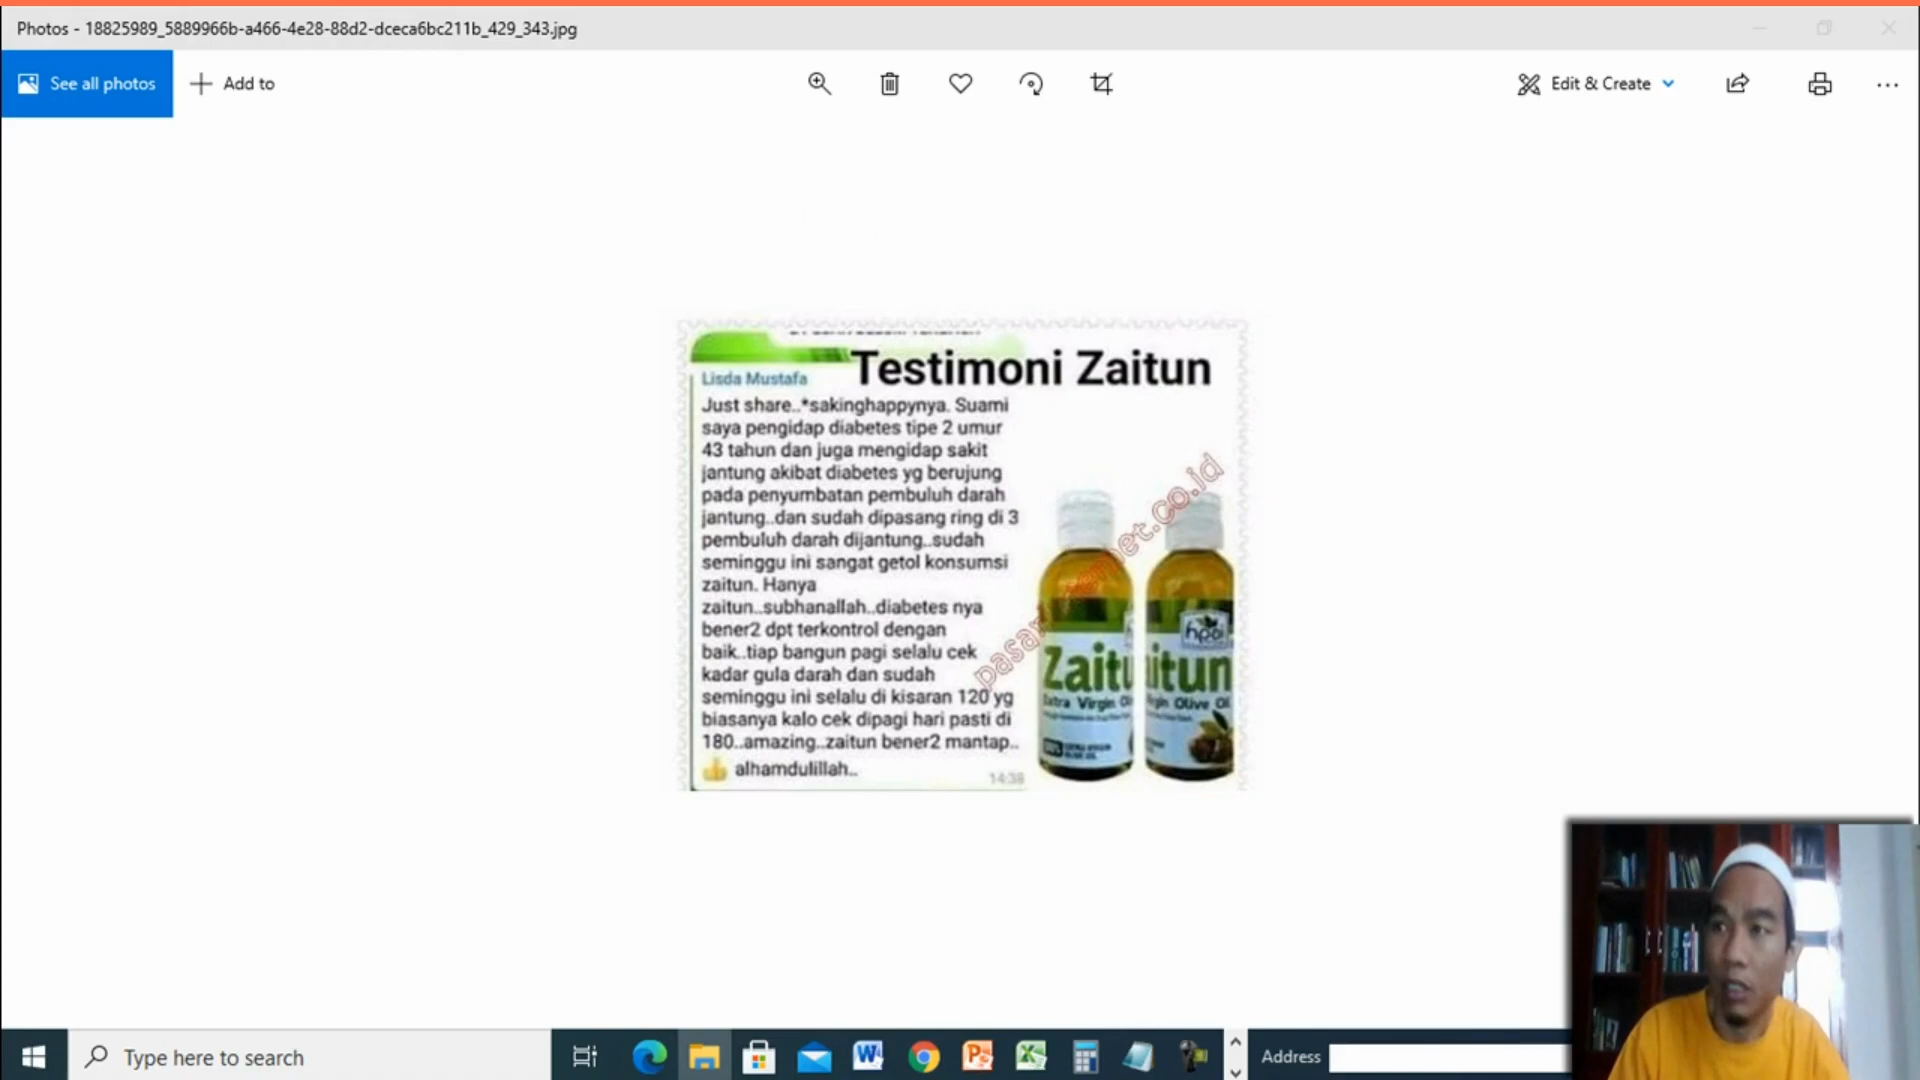 Photos - 18825989_5889966b-a466-4e28-88d2-dceca6bc211b_429_343.jpg
See all photos
Add to
Edit & Create
Testimoni Zaitun
Lisda Mustafa
Just share..*sakinghappynya. Suami
saya pengidap diabetes tipe 2 umur
43 tahun dan juga mengidap sakit
jantung akibat diabetes yg berujung
pada penyumbatan pembuluh darah
jantung..dan sudah dipasang ring di 3
pembuluh darah dijantung..sudah
seminggu ini sangat getol konsumsi
zaitun. Hanya
zaitun..subhanallah..diabetes nya
bener2 dpt terkontrol dengan
baik..tiap bangun pagi selalu cek
kadar gula darah dan sudah
seminggu ini selalu di kisaran 120 yg
biasanya kalo cek dipagi hari pasti di
180..amazing..zaitun bener2 mantap..
alhamdulillah..
14:38
hpai
Zaitu
Extra Virgin
itun
Virgin Olive Oil
Type here to search
Address